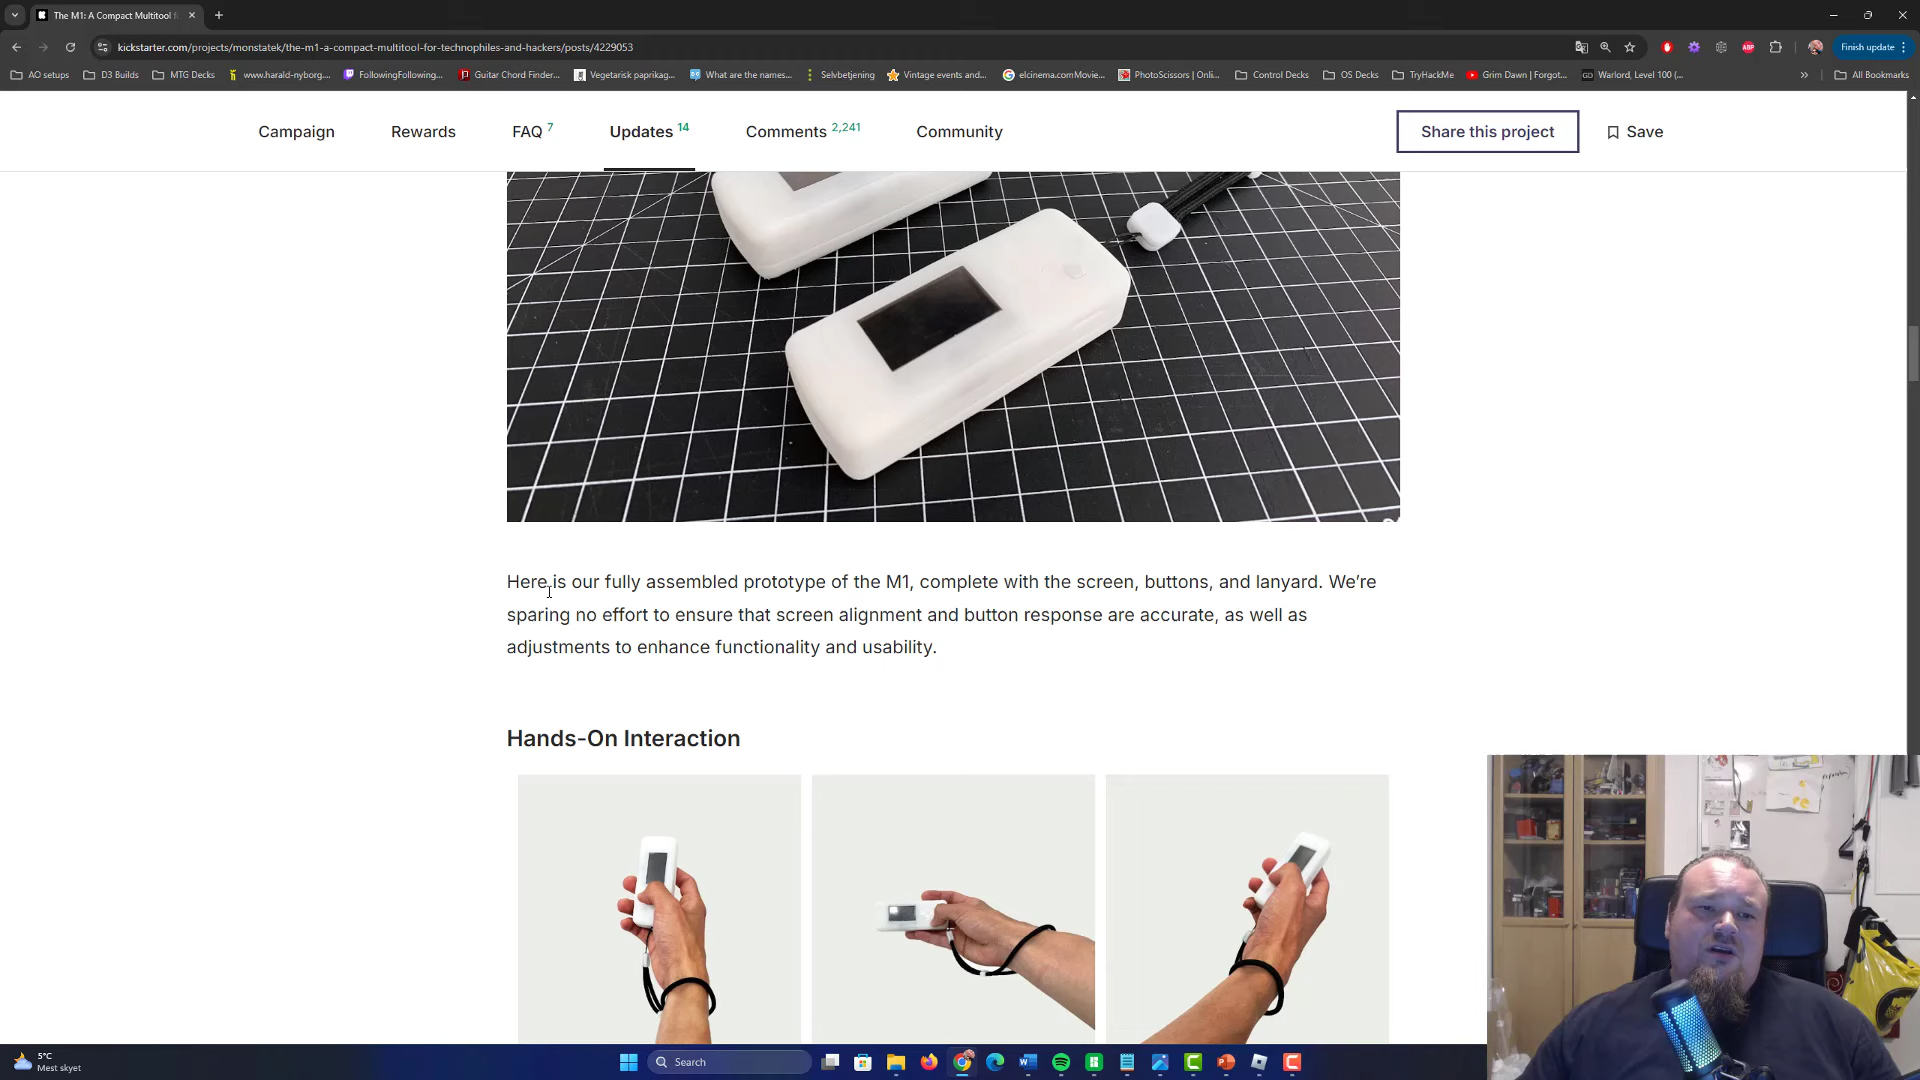 The M1: A Compact Multitool f
kickstarter.com/projects/monstatek/the-m1-a-compact-multitool-for-technophiles-and-hackers/posts/4229053
Finish update
AO setups
D3 Builds
MTG Decks
www.harald-nyborg...
FollowingFollowing...
Guitar Chord Finder...
Vegetarisk paprikag...
What are the names...
Selvbetjening
Vintage events and...
elcinema.comMovie...
PhotoScissors | Onli...
Control Decks
OS Decks
TryHackMe
Grim Dawn | Forgot...
Warlord, Level 100 (...
All Bookmarks
Campaign
Rewards
FAQ 7
Updates 14
Comments 2,241
Community
Share this project
Save
Here is our fully assembled prototype of the M1, complete with the screen, buttons, and lanyard. We’re
sparing no effort to ensure that screen alignment and button response are accurate, as well as
adjustments to enhance functionality and usability.
Hands-On Interaction
5°C
Mest skyet
Search